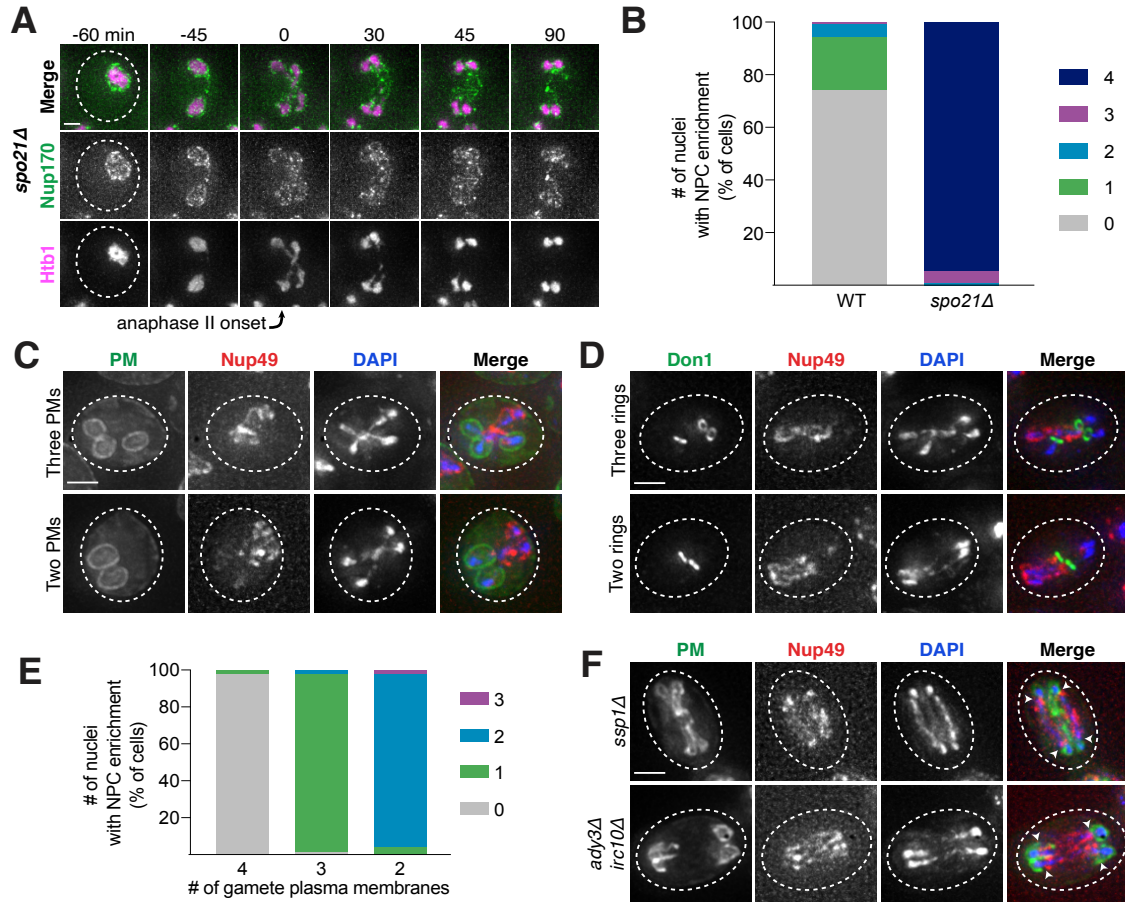 A
-60 min -45 0 30 45 90
spo21Δ
Merge
Nup170
Htb1
anaphase II onset
B
# of nuclei
with NPC enrichment
(% of cells)
100
80
60
40
20
WT spo21Δ
4
3
2
1
0
C
PM Nup49 DAPI Merge
Three PMs
Two PMs
D
Don1 Nup49 DAPI Merge
Three rings
Two rings
E
# of nuclei
with NPC enrichment
(% of cells)
100
80
60
40
20
4 3 2
# of gamete plasma membranes
3
2
1
0
F
PM Nup49 DAPI Merge
ssp1Δ
ady3Δ
irc10Δ